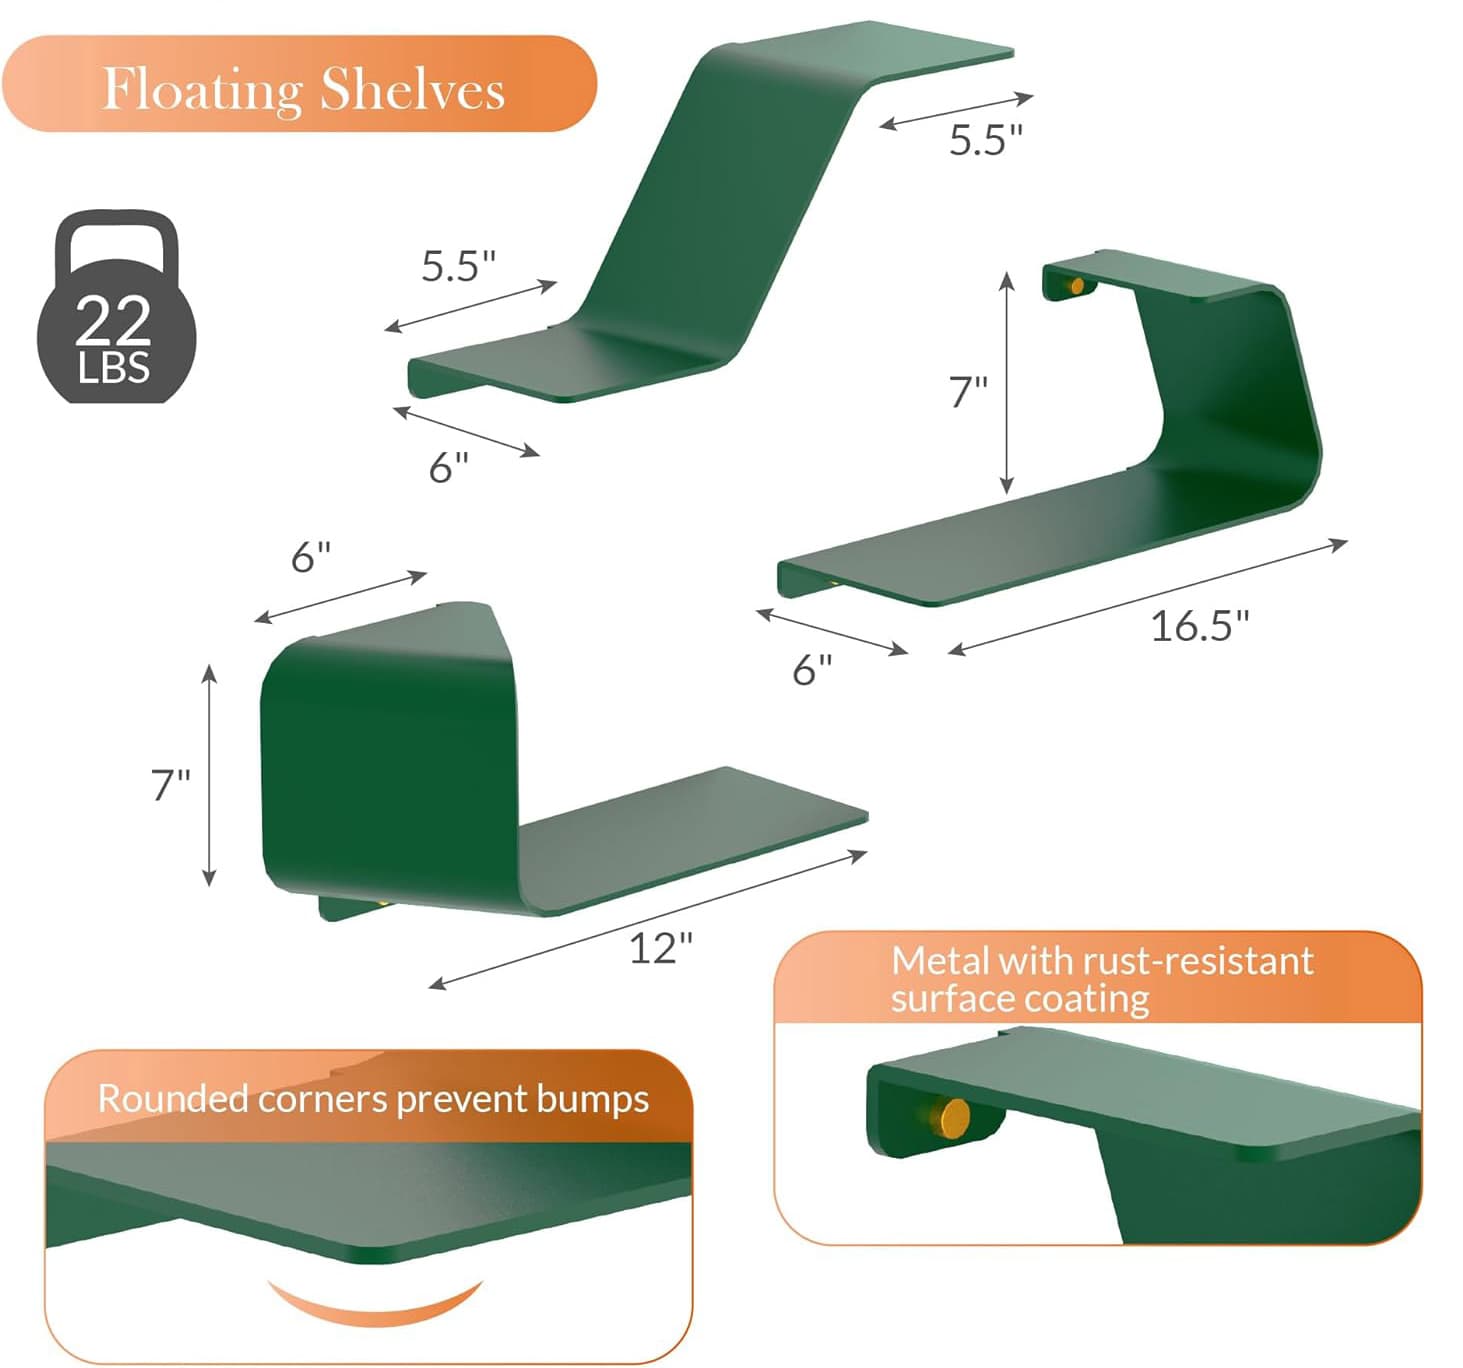 Floating Shelves
5.5"
22
LBS
5.5"
6"
7"
16.5"
6"
6"
7"
12"
Metal with rust-resistant
surface coating
Rounded corners prevent bumps